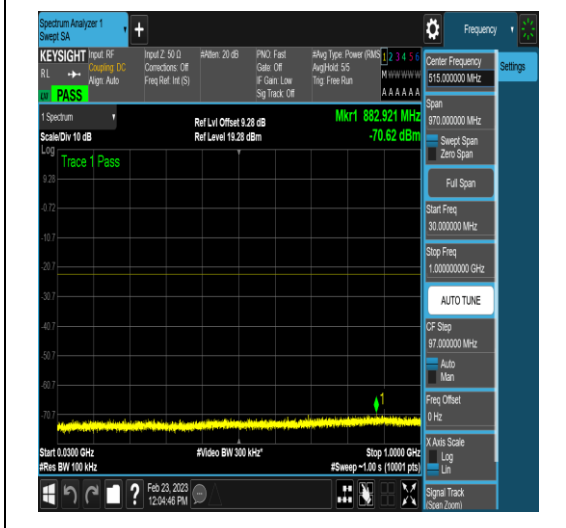 Spectrum Analyzer 1
Swept SA
Frequency
KEYSIGHT
RL
PASS
Input: RF
Coupling: DC
Align: Auto
Input Z: 50 Ω
Corrections: Off
Freq Ref: Int (S)
#Atten: 20 dB
PNO: Fast
Gate: Off
IF Gain: Low
Sig Track: Off
#Avg Type: Power (RMS
Avg|Hold: 5/5
Trig: Free Run
1 2 3 4 5 6
M W W W W W
A A A A A A
1 Spectrum
Scale/Div 10 dB
Ref Lvl Offset 9.28 dB
Ref Level 19.28 dBm
Mkr1 882.921 MHz
-70.62 dBm
Log
Trace 1 Pass
9.28
-0.72
-10.7
-20.7
-30.7
-40.7
-50.7
-60.7
-70.7
1
Start 0.0300 GHz
#Res BW 100 kHz
#Video BW 300 kHz*
Stop 1.0000 GHz
#Sweep ~1.00 s (10001 pts)
?
Feb 23, 2023
12:04:46 PM
Center Frequency
515.000000 MHz
Settings
Span
970.000000 MHz
Swept Span
Zero Span
Full Span
Start Freq
30.000000 MHz
Stop Freq
1.000000000 GHz
AUTO TUNE
CF Step
97.000000 MHz
Auto
Man
Freq Offset
0 Hz
X Axis Scale
Log
Lin
Signal Track
(Span Zoom)